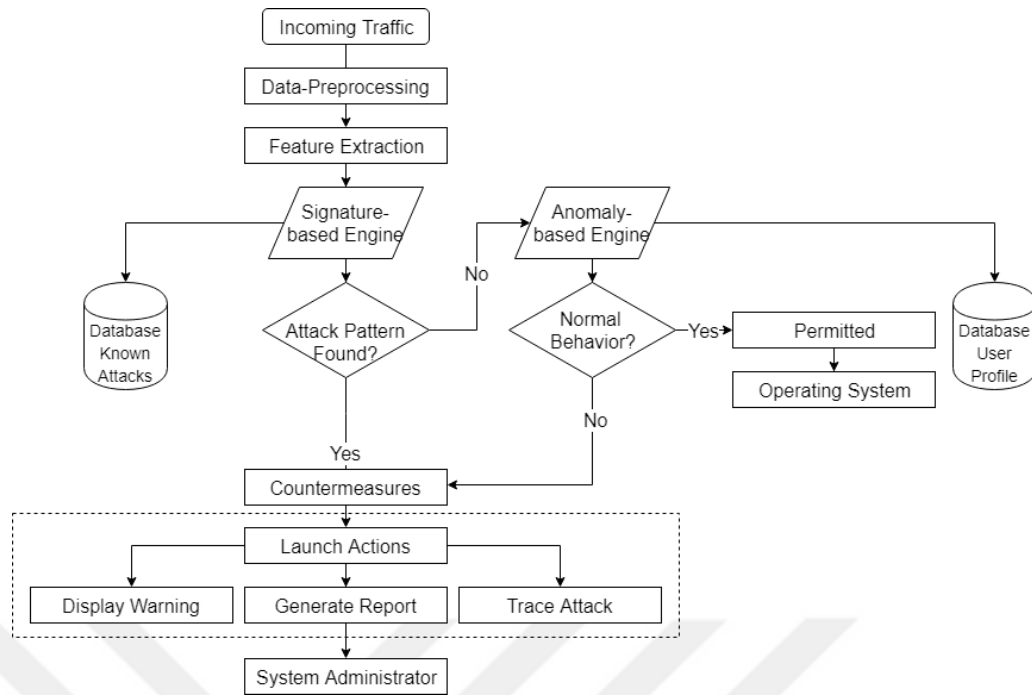 Incoming Traffic
Data-Preprocessing
Feature Extraction
Signature-
based Engine
Anomaly-
based Engine
No
Database
Known
Attacks
Attack Pattern
Found?
Normal
Behavior?
Yes
Permitted
Operating System
Database
User
Profile
No
Yes
Countermeasures
Launch Actions
Display Warning
Generate Report
Trace Attack
System Administrator